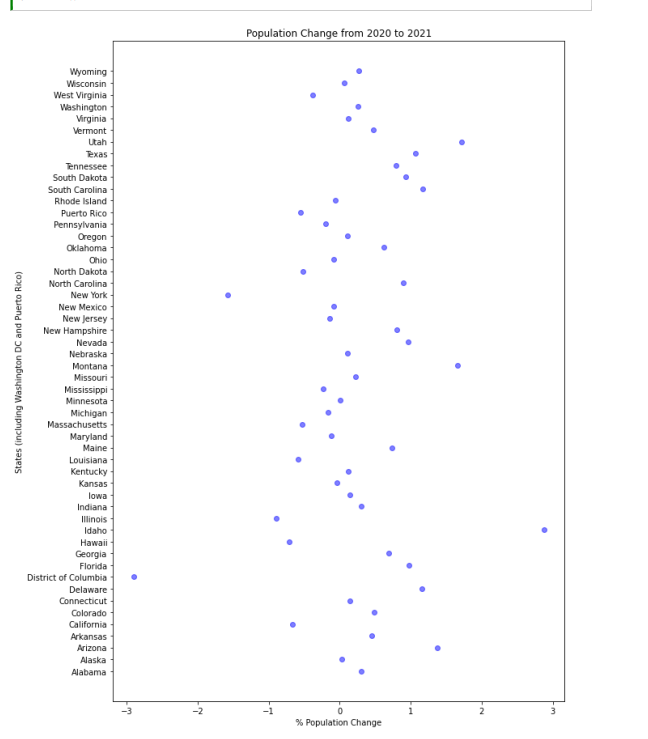 Population Change from 2020 to 2021
Wyoming
Wisconsin
West Virginia
Washington
Virginia
Vermont
Utah
Texas
Tennessee
South Dakota
South Carolina
Rhode Island
Puerto Rico
Pennsylvania
Oregon
Oklahoma
Ohio
North Dakota
North Carolina
New York
New Mexico
New Jersey
New Hampshire
Nevada
Nebraska
Montana
Missouri
Mississippi
Minnesota
Michigan
Massachusetts
Maryland
Maine
Louisiana
Kentucky
Kansas
Iowa
Indiana
Illinois
Idaho
Hawaii
Georgia
Florida
District of Columbia
Delaware
Connecticut
Colorado
California
Arkansas
Arizona
Alaska
Alabama
States (including Washington DC and Puerto Rico)
−3 −2 −1 0 1 2 3
% Population Change